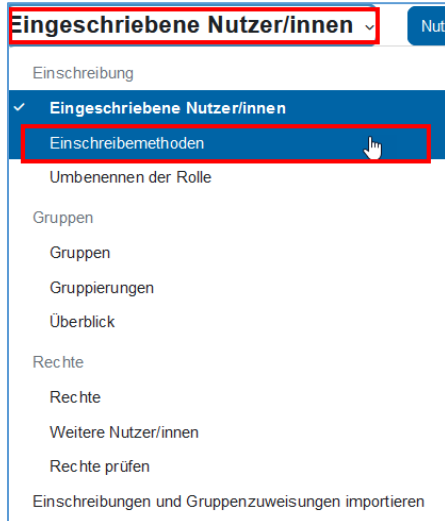 Eingeschriebene Nutzer/innen
Nut
Einschreibung
Eingeschriebene Nutzer/innen
Einschreibemethoden
Umbenennen der Rolle
Gruppen
Gruppen
Gruppierungen
Überblick
Rechte
Rechte
Weitere Nutzer/innen
Rechte prüfen
Einschreibungen und Gruppenzuweisungen importieren